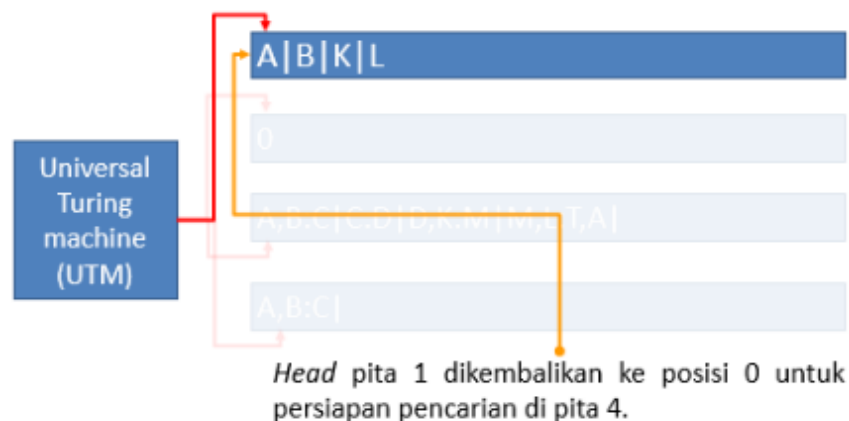 A|B|K|L
0
Universal
Turing
machine
(UTM)
A,B:C|C:D|D,K:M|M,L:T,A|
A,B:C|
Head pita 1 dikembalikan ke posisi 0 untuk
persiapan pencarian di pita 4.